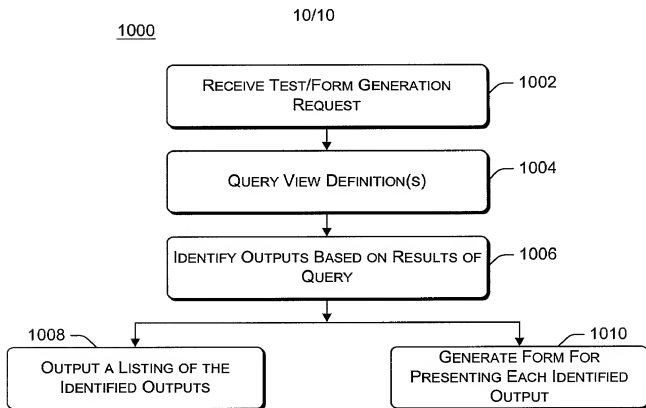 10/10
1000
RECEIVE TEST/FORM GENERATION
REQUEST
1002
QUERY VIEW DEFINITION(S)
1004
IDENTIFY OUTPUTS BASED ON RESULTS OF
QUERY
1006
1008
OUTPUT A LISTING OF THE
IDENTIFIED OUTPUTS
1010
GENERATE FORM FOR
PRESENTING EACH IDENTIFIED
OUTPUT